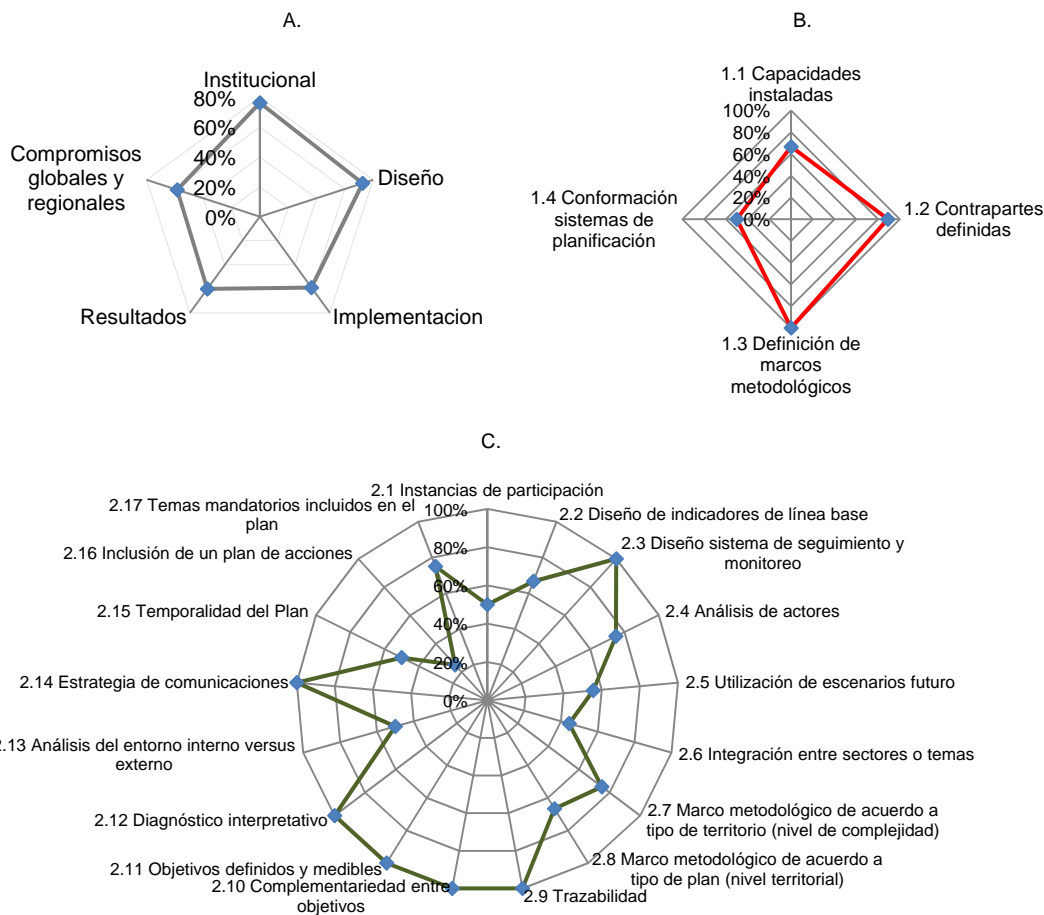 A.
Institucional
80%
60%
40%
20%
0%
Compromisos
globales y
regionales
Diseño
Resultados
Implementacion
B.
1.1 Capacidades
instaladas
100%
80%
60%
40%
20%
0%
1.4 Conformación
sistemas de
planificación
1.2 Contrapartes
definidas
1.3 Definición de
marcos
metodológicos
C.
2.1 Instancias de participación
100%
80%
60%
40%
20%
0%
2.2 Diseño de indicadores de línea base
2.3 Diseño sistema de seguimiento y
monitoreo
2.4 Análisis de actores
2.5 Utilización de escenarios futuro
2.6 Integración entre sectores o temas
2.7 Marco metodológico de acuerdo a
tipo de territorio (nivel de complejidad)
2.8 Marco metodológico de acuerdo a
tipo de plan (nivel territorial)
2.9 Trazabilidad
2.10 Complementariedad entre
objetivos
2.11 Objetivos definidos y medibles
2.12 Diagnóstico interpretativo
2.13 Análisis del entorno interno versus
externo
2.14 Estrategia de comunicaciones
2.15 Temporalidad del Plan
2.16 Inclusión de un plan de acciones
2.17 Temas mandatorios incluidos en el
plan